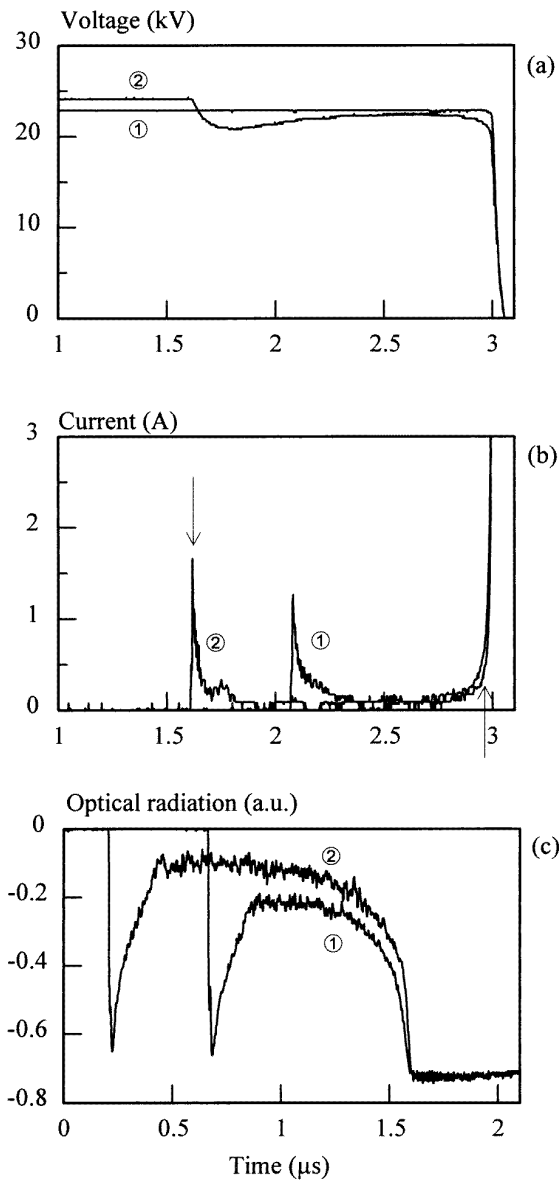 Voltage (kV)
(a)
30
②
①
20
10
0
1 1.5 2 2.5 3
Current (A)
(b)
3
2
1
② ①
0
1 1.5 2 2.5 3
Optical radiation (a.u.)
(c)
0
②
-0.2
①
-0.4
-0.6
-0.8
0 0.5 1 1.5 2
Time (μs)